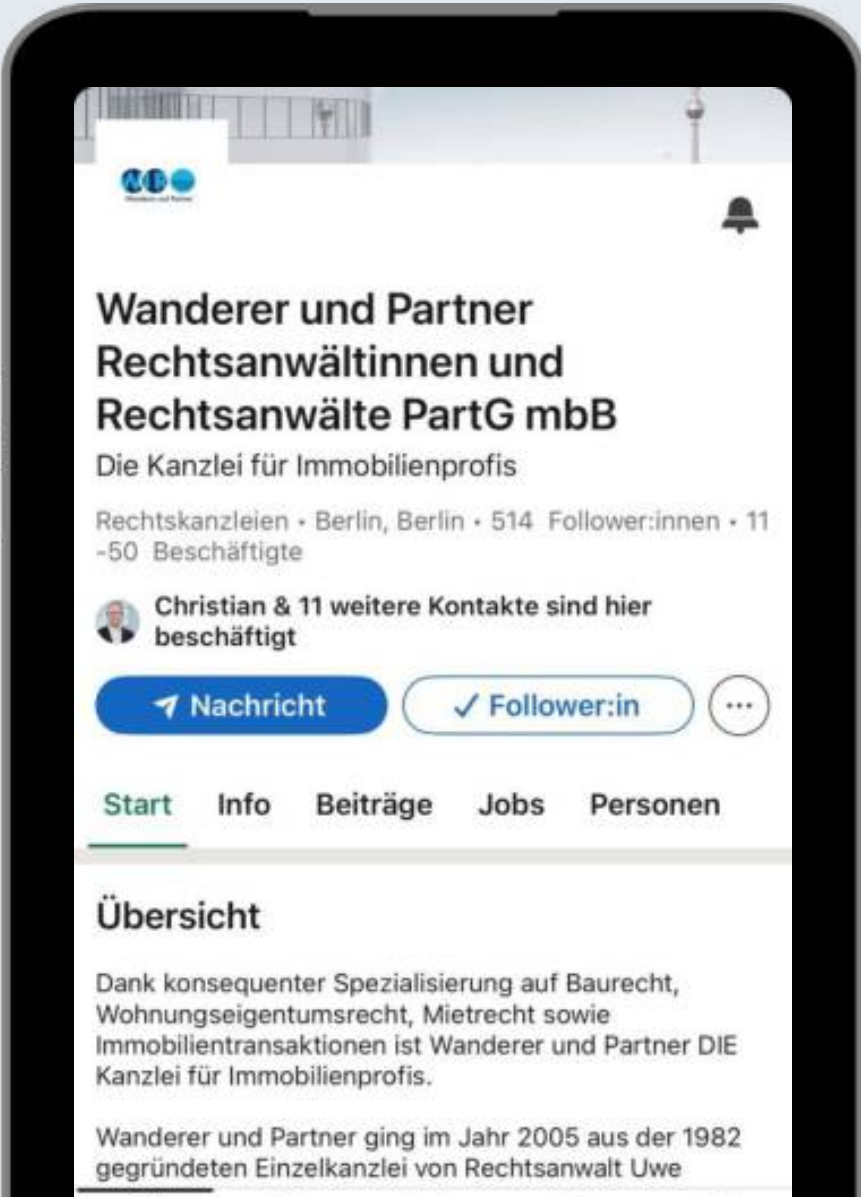 Wanderer und Partner
Rechtsanwältinnen und
Rechtsanwälte PartG mbB
Die Kanzlei für Immobilienprofis
Rechtskanzleien • Berlin, Berlin • 514 Follower:innen • 11
-50 Beschäftigte
Christian & 11 weitere Kontakte sind hier
beschäftigt
Nachricht
Follower:in
Start Info Beiträge Jobs Personen
Übersicht
Dank konsequenter Spezialisierung auf Baurecht,
Wohnungseigentumsrecht, Mietrecht sowie
Immobilientransaktionen ist Wanderer und Partner DIE
Kanzlei für Immobilienprofis.
Wanderer und Partner ging im Jahr 2005 aus der 1982
gegründeten Einzelkanzlei von Rechtsanwalt Uwe